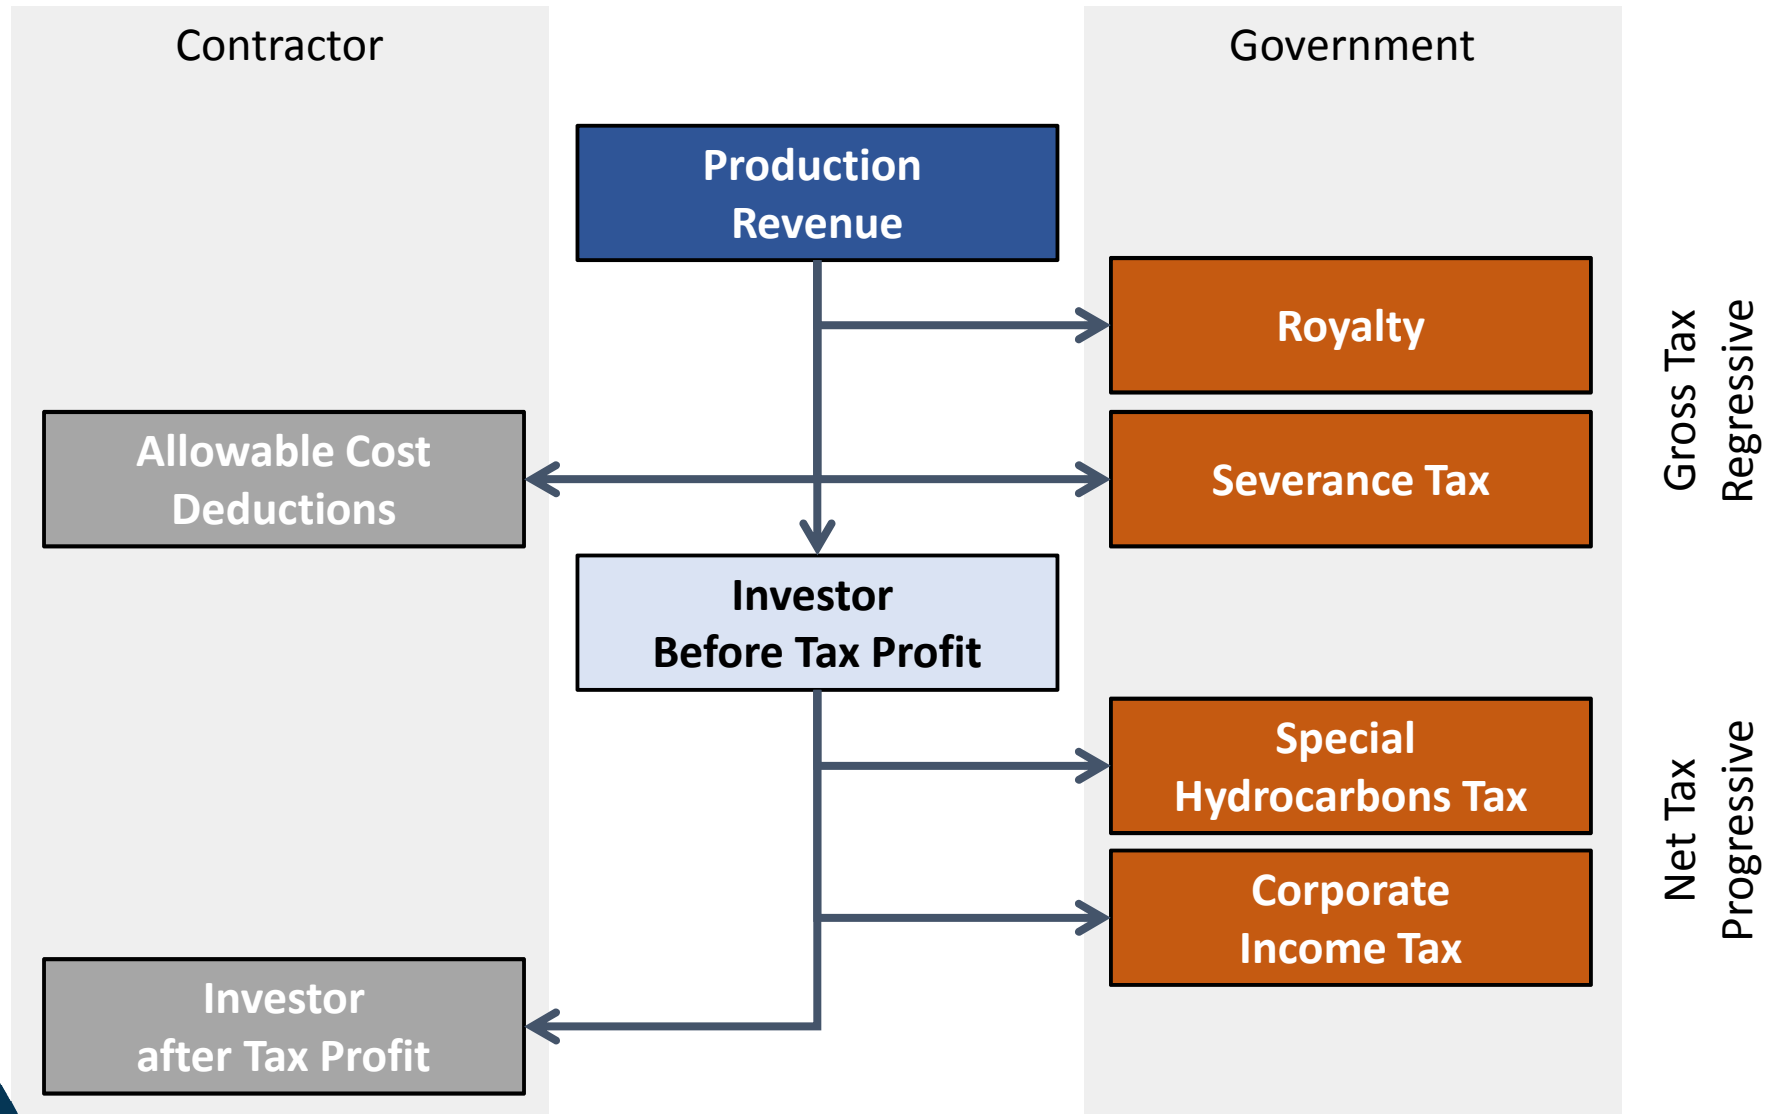 Contractor
Government
Production
Revenue
Royalty
Allowable Cost
Deductions
Severance Tax
Gross Tax
Regressive
Investor
Before Tax Profit
Special
Hydrocarbons Tax
Corporate
Income Tax
Net Tax
Progressive
Investor
after Tax Profit